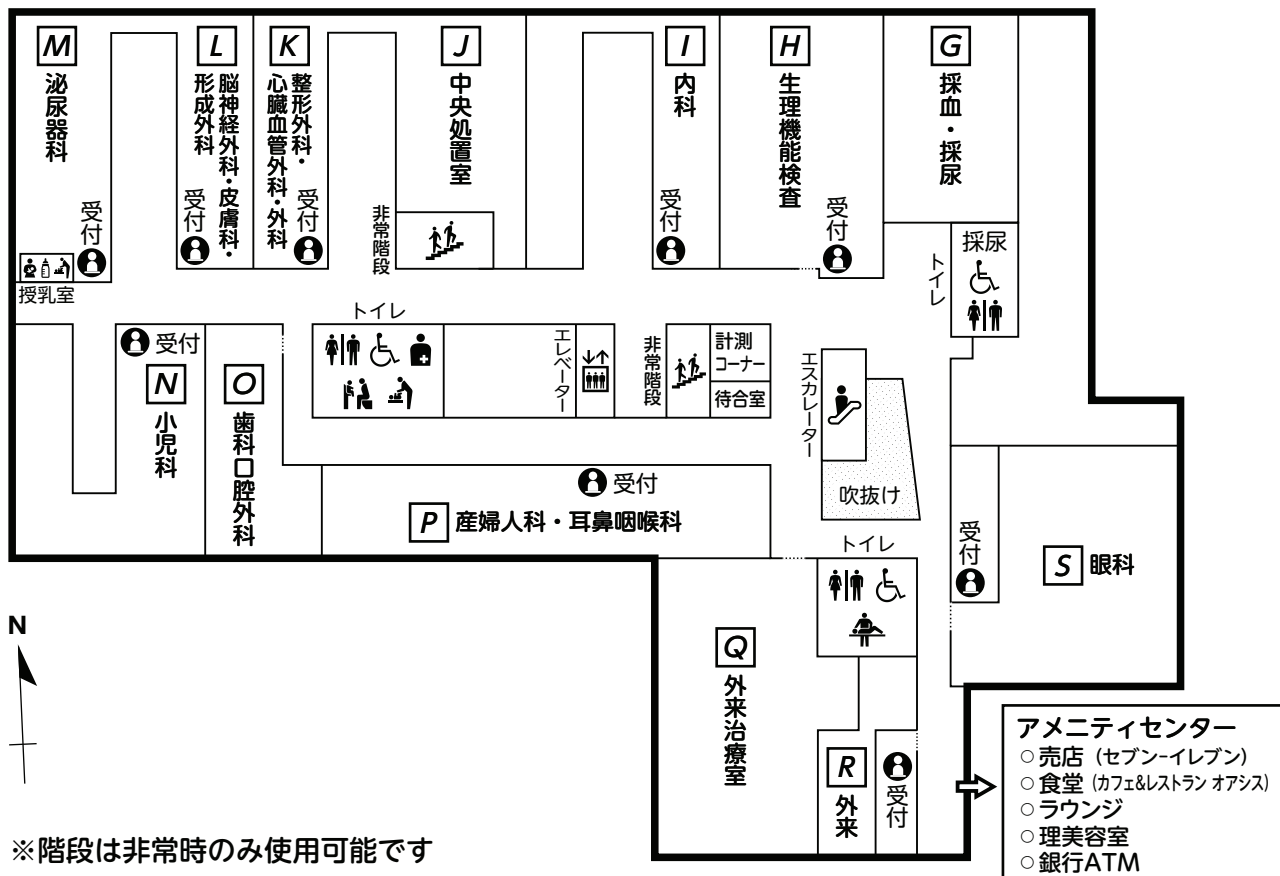 M
泌尿器科
受付
授乳室
L
脳神経外科・皮膚科・
形成外科
受付
K
整形外科・
心臓血管外科・外科
受付
非常階段
J
中央処置室
I
内科
受付
H
生理機能検査
受付
G
採血・採尿
トイレ
採尿
受付
N
小児科
O
歯科口腔外科
トイレ
エレベーター
非常階段
計測
コーナー
待合室
エスカレーター
吹抜け
受付
P 産婦人科・耳鼻咽喉科
トイレ
受付
S 眼科
Q
外来治療室
R
外来
受付
N
アメニティセンター
○売店（セブン-イレブン）
○食堂（カフェ&レストラン オアシス）
○ラウンジ
○理美容室
○銀行ATM
※階段は非常時のみ使用可能です